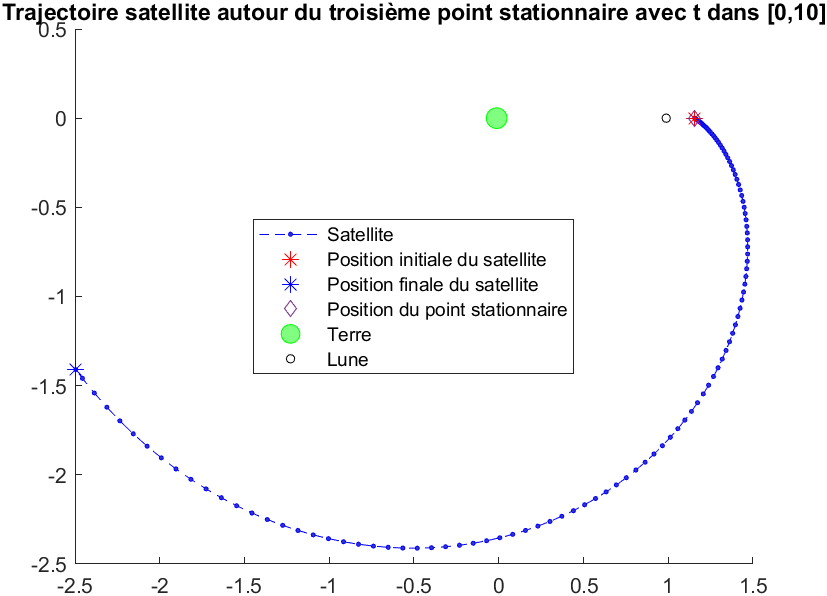 Trajectoire satellite autour du troisième point stationnaire avec t dans [0,10]
0.5
0
-0.5
-1
-1.5
-2
-2.5
Satellite
Position initiale du satellite
Position finale du satellite
Position du point stationnaire
Terre
Lune
-2.5 -2 -1.5 -1 -0.5 0 0.5 1 1.5